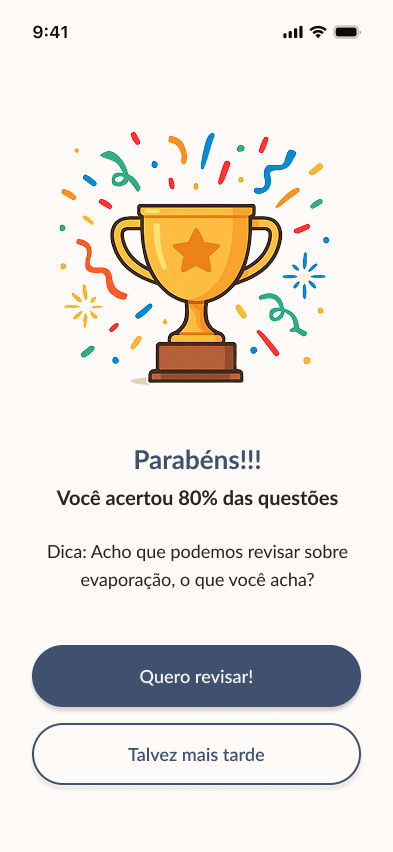 9:41
Parabéns!!!
Você acertou 80% das questões
Dica: Acho que podemos revisar sobre
evaporação, o que você acha?
Quero revisar!
Talvez mais tarde